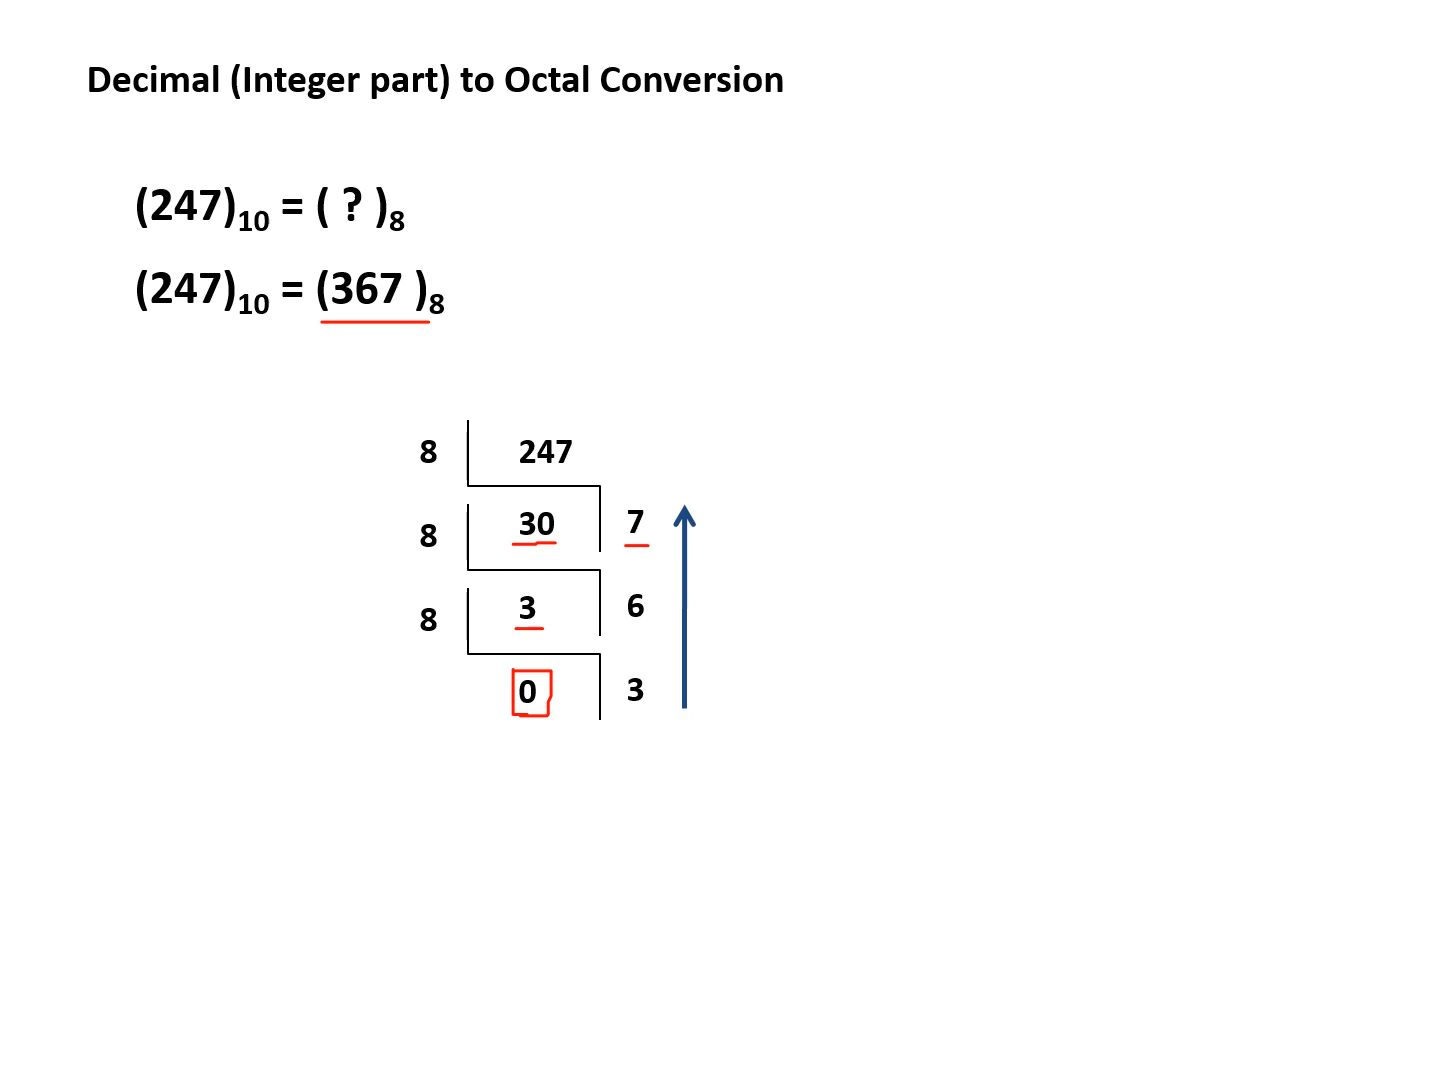 Decimal (Integer part) to Octal Conversion
(247)10 = ( ? )8
(247)10 = (367 )8
8 247
8 30 7
8 3 6
0 3